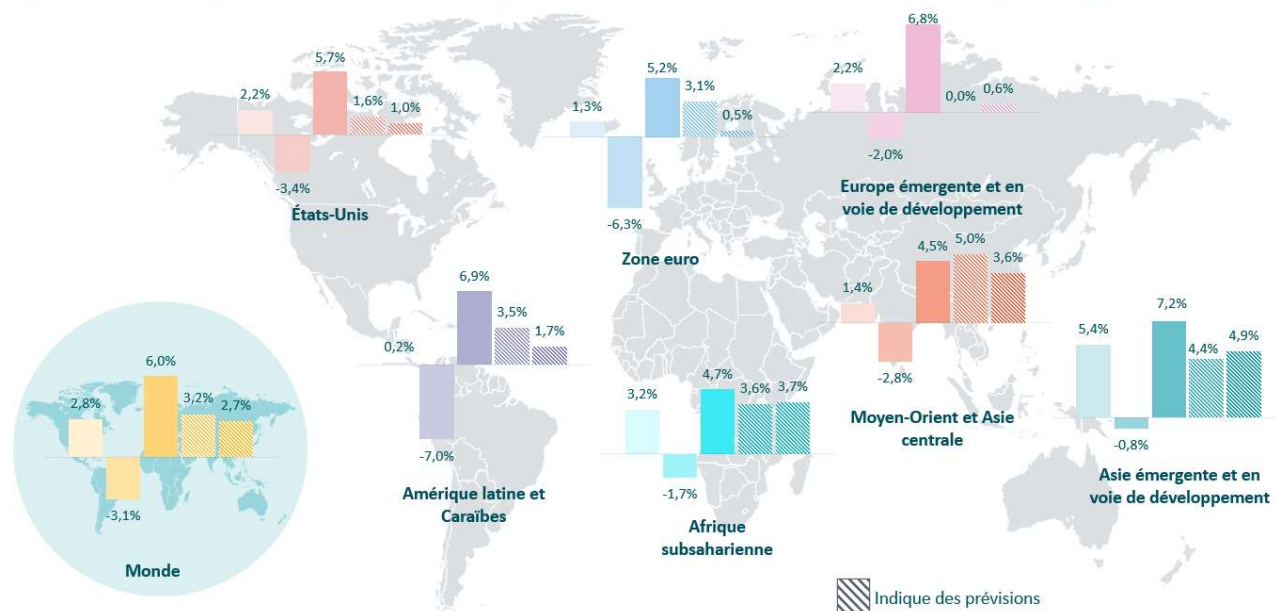 2,2%
-3,4%
5,7%
1,6%
1,0%
États-Unis
1,3%
-6,3%
5,2%
3,1%
0,5%
Zone euro
2,2%
-2,0%
6,8%
0,0%
0,6%
Europe émergente et en
voie de développement
2,8%
-3,1%
6,0%
3,2%
2,7%
Monde
0,2%
-7,0%
6,9%
3,5%
1,7%
Amérique latine et
Caraïbes
3,2%
-1,7%
4,7%
3,6%
3,7%
Afrique
subsaharienne
1,4%
-2,8%
4,5%
5,0%
3,6%
Moyen-Orient et Asie
centrale
5,4%
-0,8%
7,2%
4,4%
4,9%
Asie émergente et en
voie de développement
Indique des prévisions